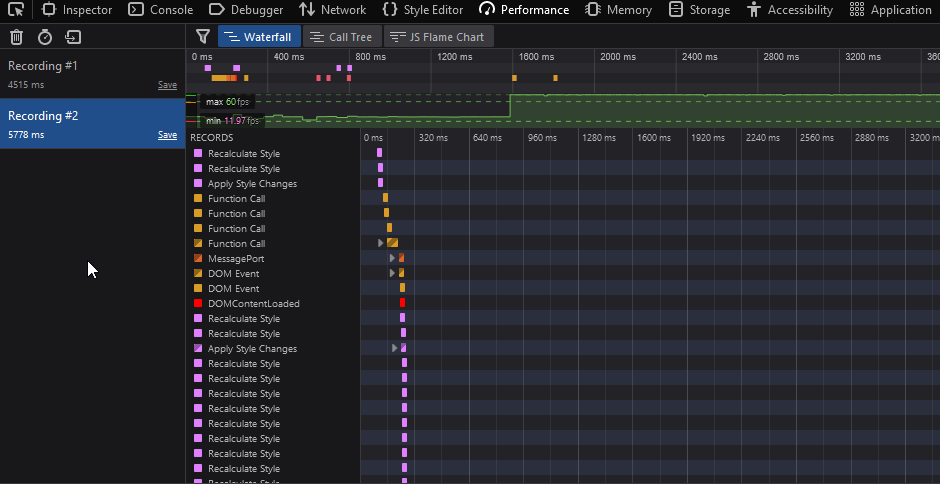 Inspector Console Debugger Network Style Editor Performance Memory Storage Accessibility Application
Waterfall Call Tree JS Flame Chart
Recording #1
4515 ms Save
Recording #2
5778 ms Save
0 ms 400 ms 800 ms 1200 ms 1600 ms 2000 ms 2400 ms 2800 ms 3200 ms 360
max 60 fps
min 11.97 fps
RECORDS 0 ms 320 ms 640 ms 960 ms 1280 ms 1600 ms 1920 ms 2240 ms 2560 ms 2880 ms 3200 ms
Recalculate Style
Recalculate Style
Apply Style Changes
Function Call
Function Call
Function Call
Function Call
MessagePort
DOM Event
DOM Event
DOMContentLoaded
Recalculate Style
Recalculate Style
Apply Style Changes
Recalculate Style
Recalculate Style
Recalculate Style
Recalculate Style
Recalculate Style
Recalculate Style
Recalculate Style
Recalculate Style
Recalculate Style